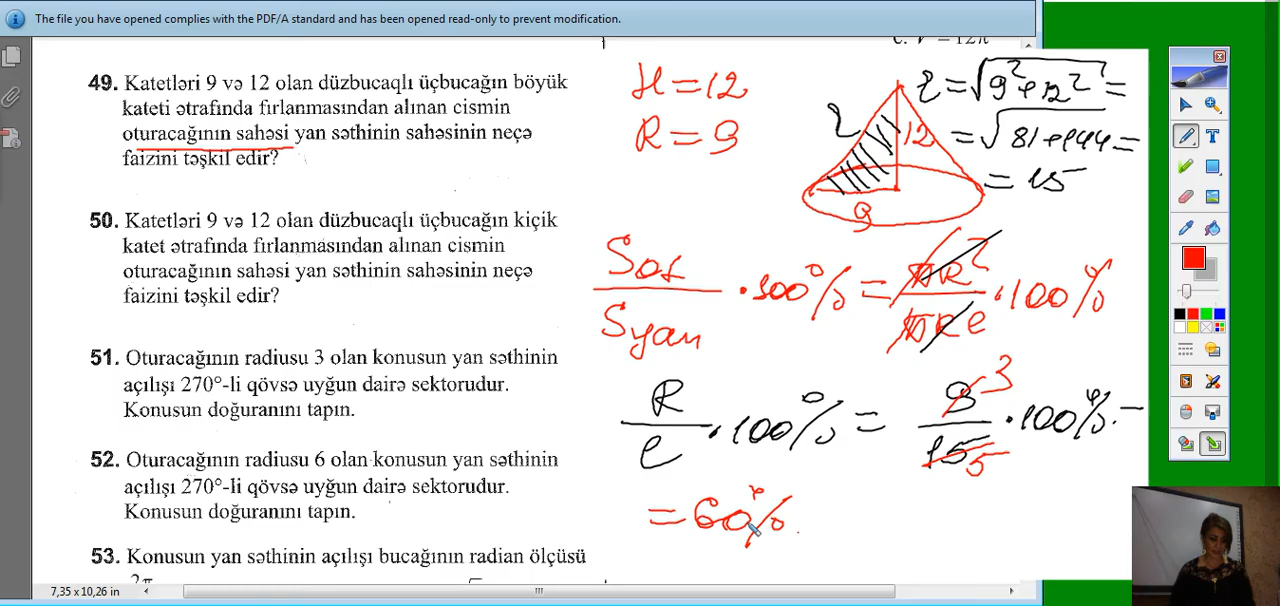 The file you have opened complies with the PDF/A standard and has been opened read-only to prevent modification.
49. Katetləri 9 və 12 olan düzbucaqlı üçbucağın böyük
kateti ətrafında fırlanmasından alınan cismin
oturacağının sahəsi yan səthinin sahəsinin neçə
faizini təşkil edir?
50. Katetləri 9 və 12 olan düzbucaqlı üçbucağın kiçik
katet ətrafında fırlanmasından alınan cismin
oturacağının sahəsi yan səthinin sahəsinin neçə
faizini təşkil edir?
51. Oturacağının radiusu 3 olan konusun yan səthinin
açılışı 270°-li qövsə uyğun dairə sektorudur.
Konusun doğuranını tapın.
52. Oturacağının radiusu 6 olan konusun yan səthinin
açılışı 270°-li qövsə uyğun dairə sektorudur.
Konusun doğuranını tapın.
53. Konusun yan səthinin açılışı bucağının radian ölçüsü
7,35 x 10,26 in
H = 12
R = 9
l
12
9
l = √9²+12² =
= √81+144 =
= 15
Sot/Syan · 100% = πR²/πRl · 100%
R/l · 100% = 9/15 · 100% =
3
5
= 60%